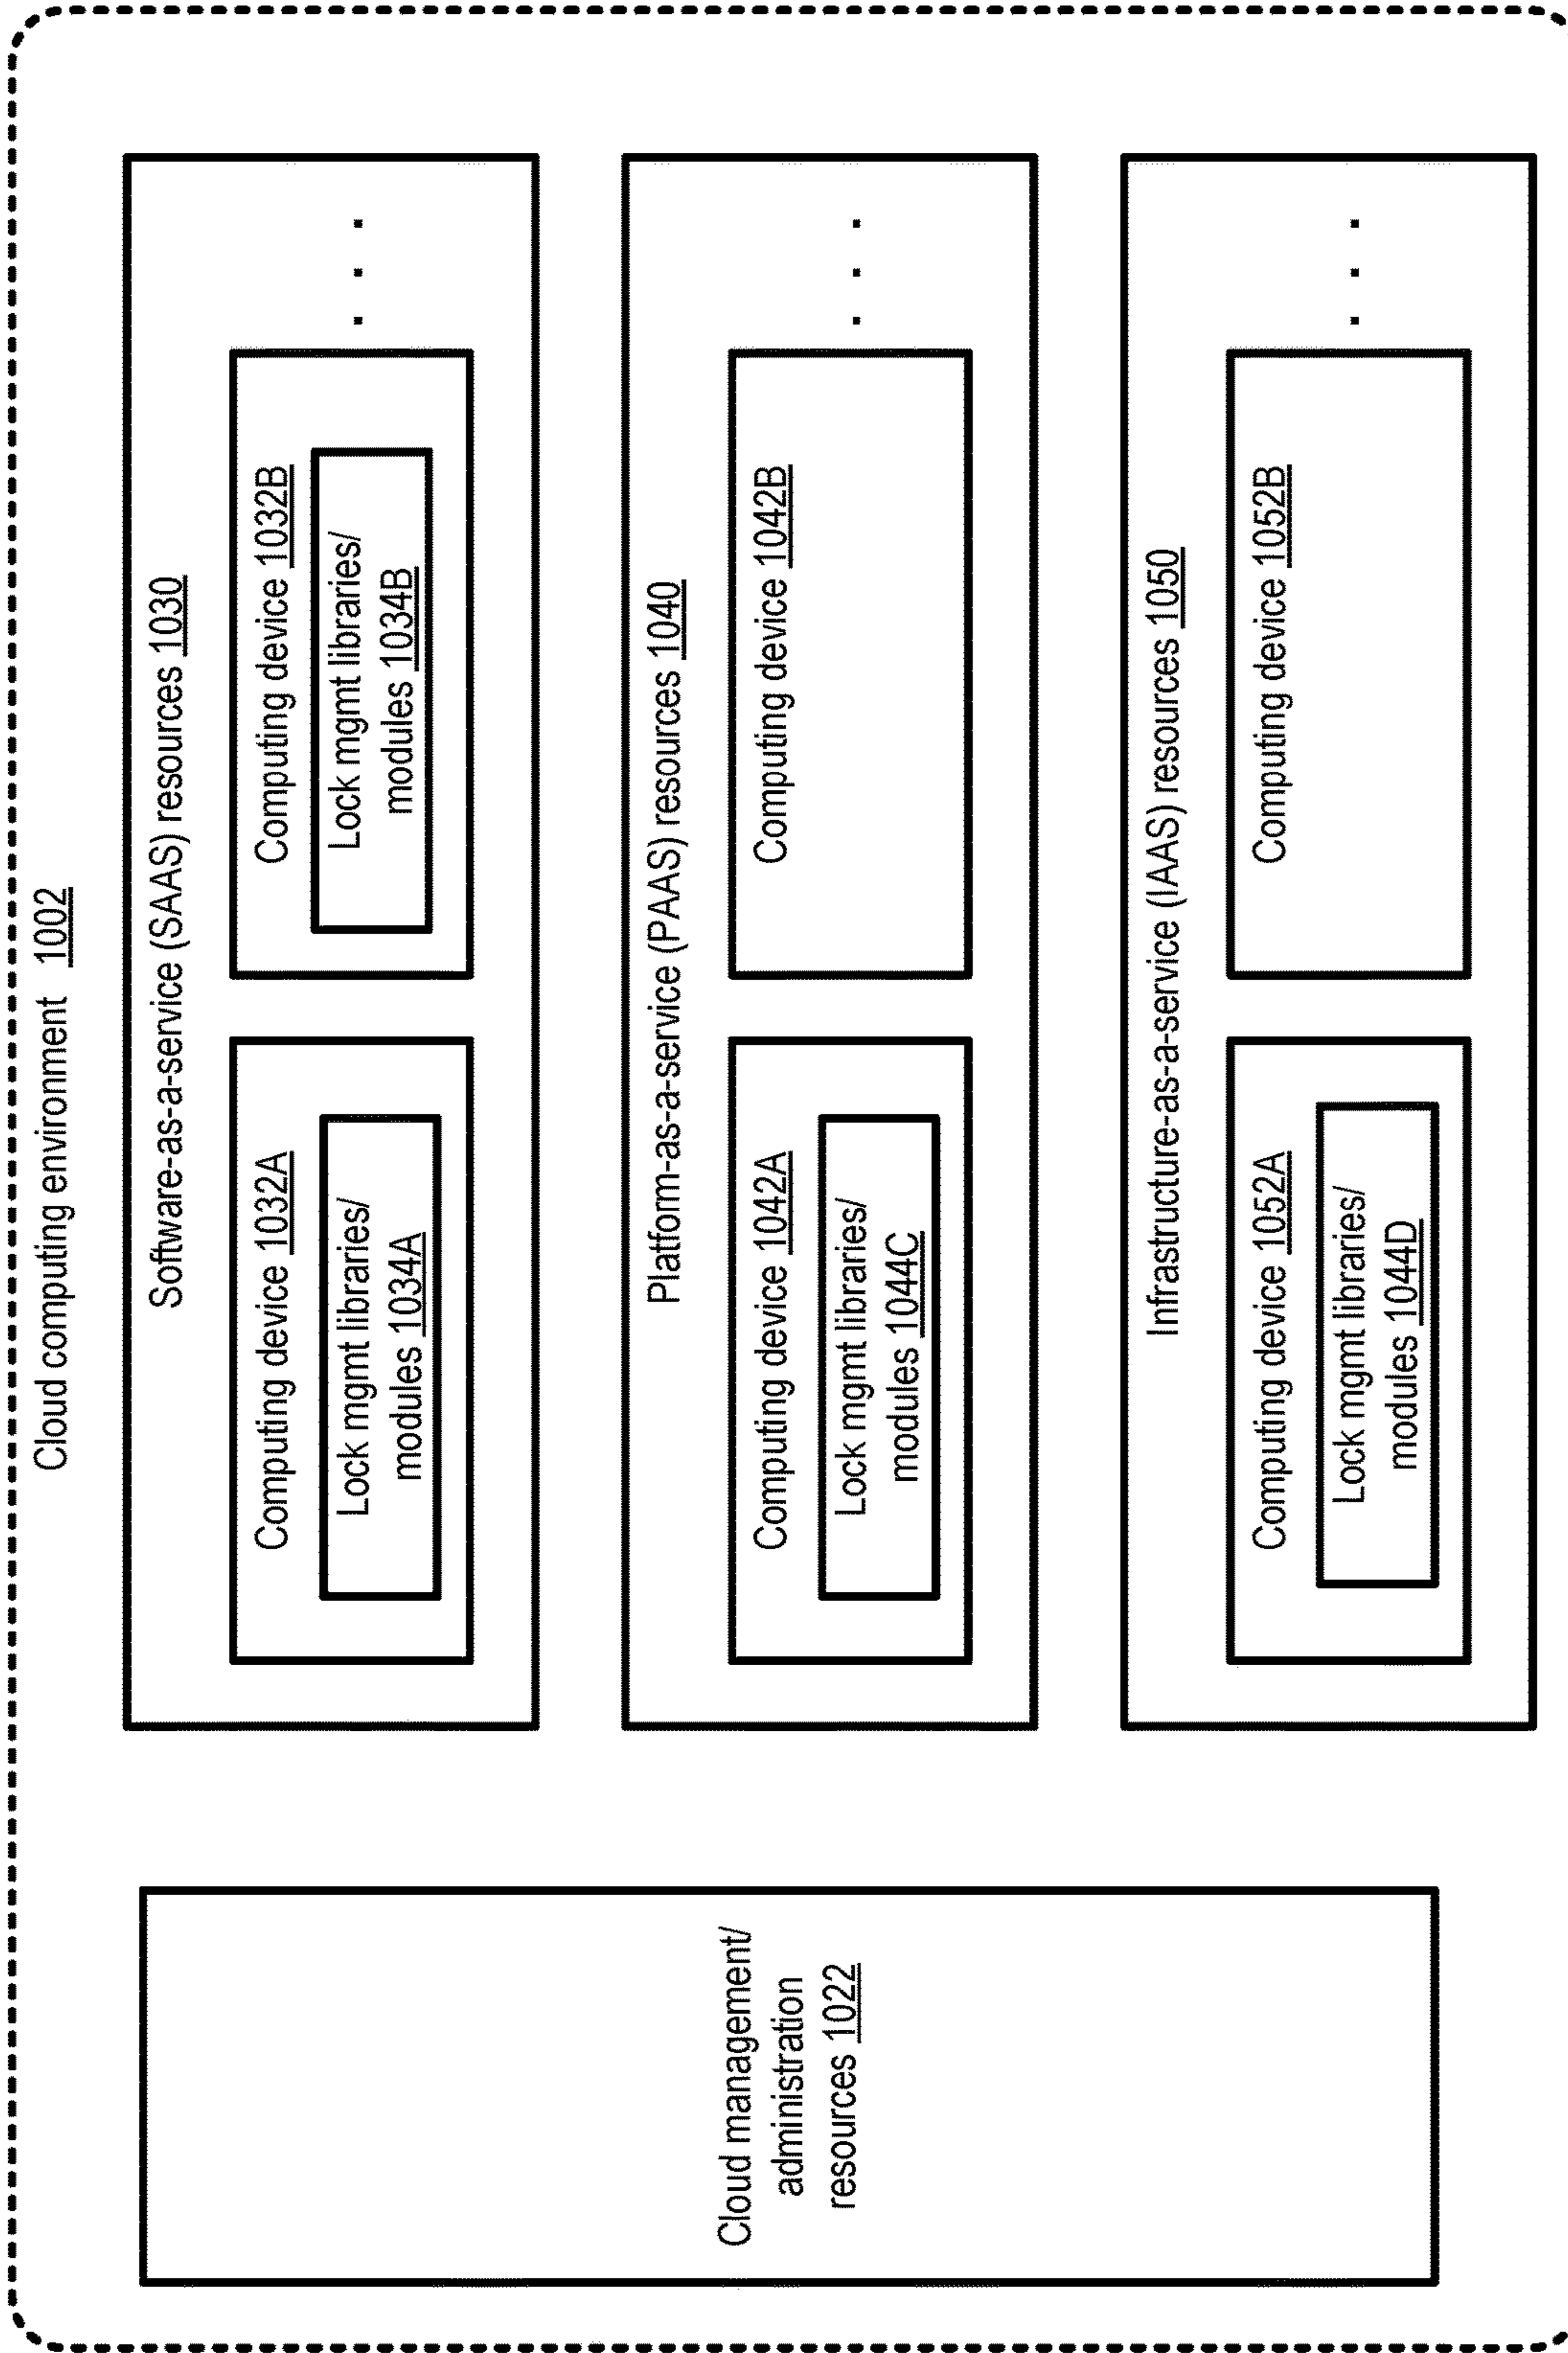 Cloud computing environment 1002
Cloud management/
administration
resources 1022
Software-as-a-service (SAAS) resources 1030
Computing device 1032A
Lock mgmt libraries/
modules 1034A
Computing device 1032B
Lock mgmt libraries/
modules 1034B
. . .
Platform-as-a-service (PAAS) resources 1040
Computing device 1042A
Lock mgmt libraries/
modules 1044C
Computing device 1042B
. . .
Infrastructure-as-a-service (IAAS) resources 1050
Computing device 1052A
Lock mgmt libraries/
modules 1044D
Computing device 1052B
. . .